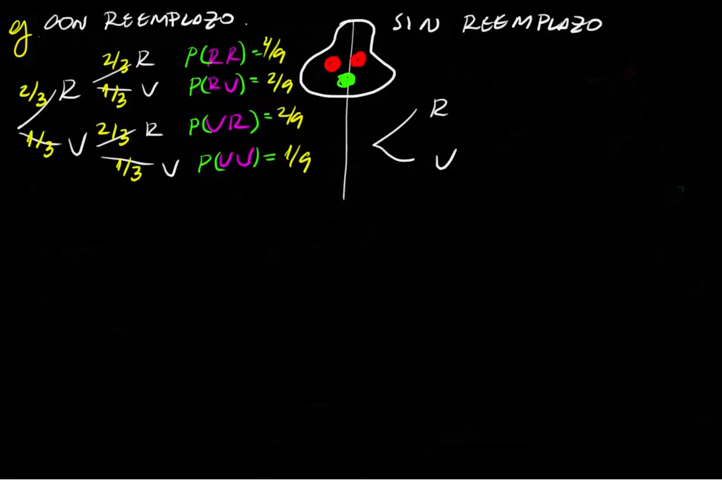 g CON REEMPLAZO.
2/3 R
2/3 R
1/3 V
1/3 V
2/3 R
1/3 V
P(RR) = 4/9
P(RV) = 2/9
P(VR) = 2/9
P(VV) = 1/9
SIN REEMPLAZO
R
V